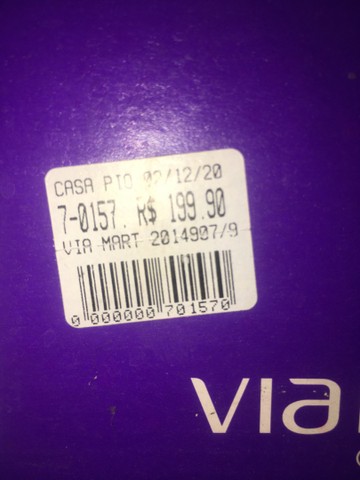 CASA PIO 02/12/20
7-0157. R$ 199.90
VIA MART 2014907/9
0 000000 701570
VIA